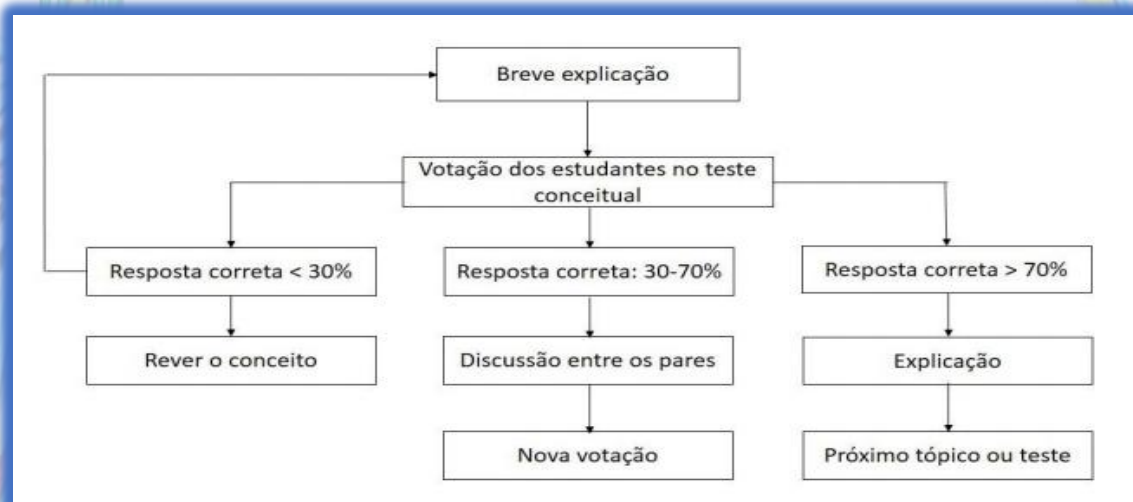 Breve explicação
Votação dos estudantes no teste
conceitual
Resposta correta < 30%
Resposta correta: 30-70%
Resposta correta > 70%
Rever o conceito
Discussão entre os pares
Explicação
Nova votação
Próximo tópico ou teste